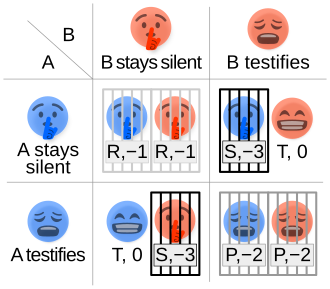 B
A
B stays silent
B testifies
A stays
silent
R,−1 R,−1
S,−3 T, 0
A testifies
T, 0 S,−3
P,−2 P,−2